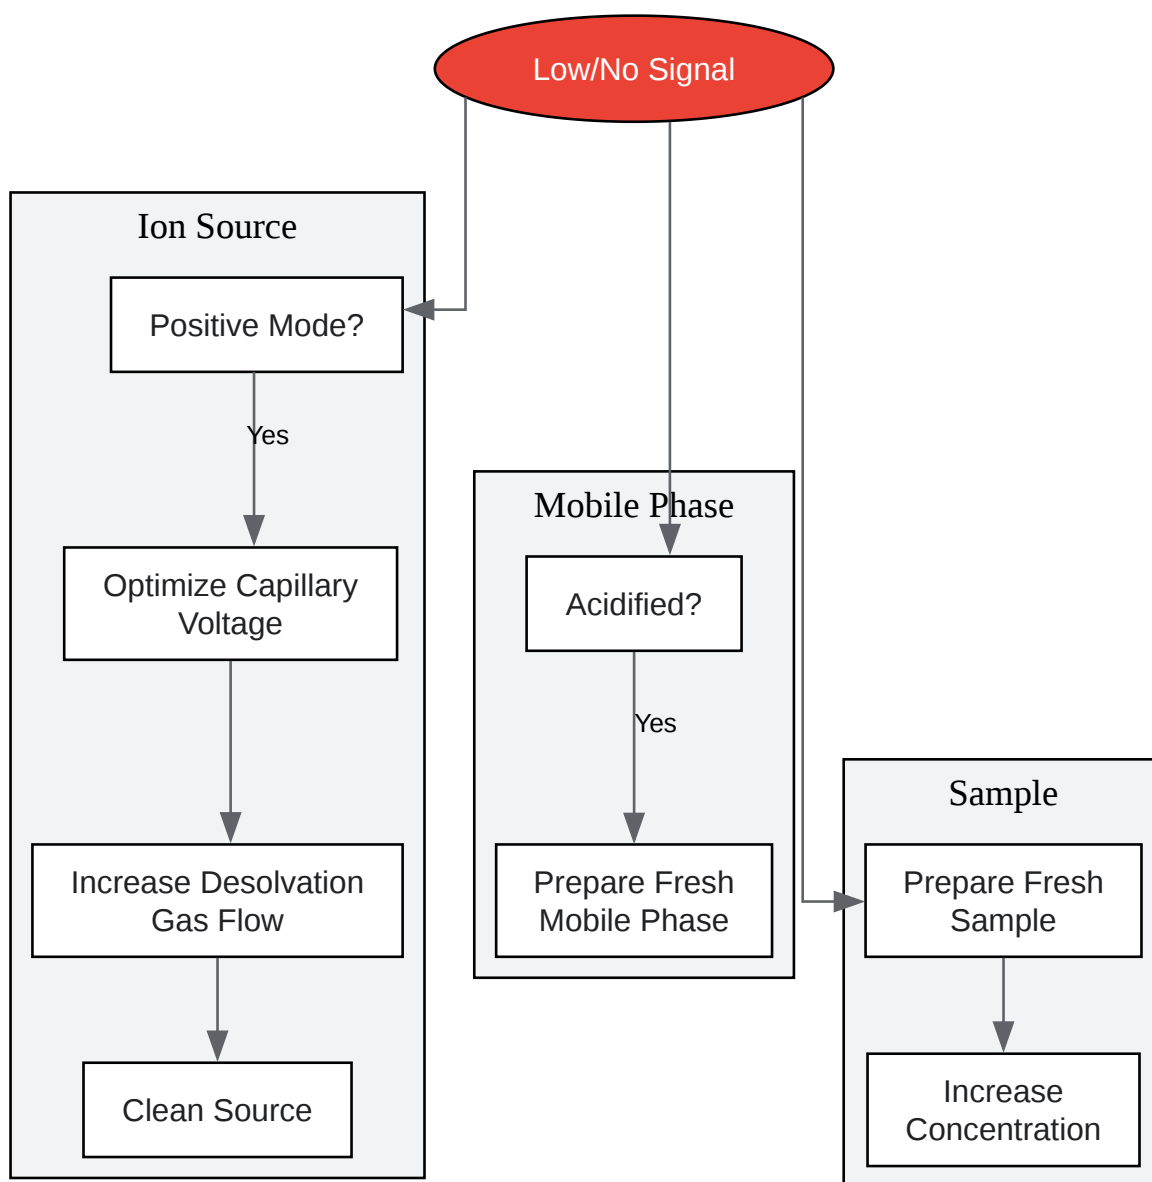 Low/No Signal
Ion Source
Positive Mode?
Yes
Optimize Capillary
Voltage
Increase Desolvation
Gas Flow
Clean Source
Mobile Phase
Acidified?
Yes
Prepare Fresh
Mobile Phase
Sample
Prepare Fresh
Sample
Increase
Concentration